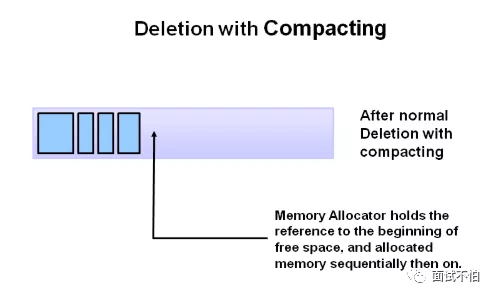 Deletion with Compacting
After normal
Deletion with
compacting
Memory Allocator holds the
reference to the beginning of
free space, and allocated
memory sequentially then on.
面试不怕